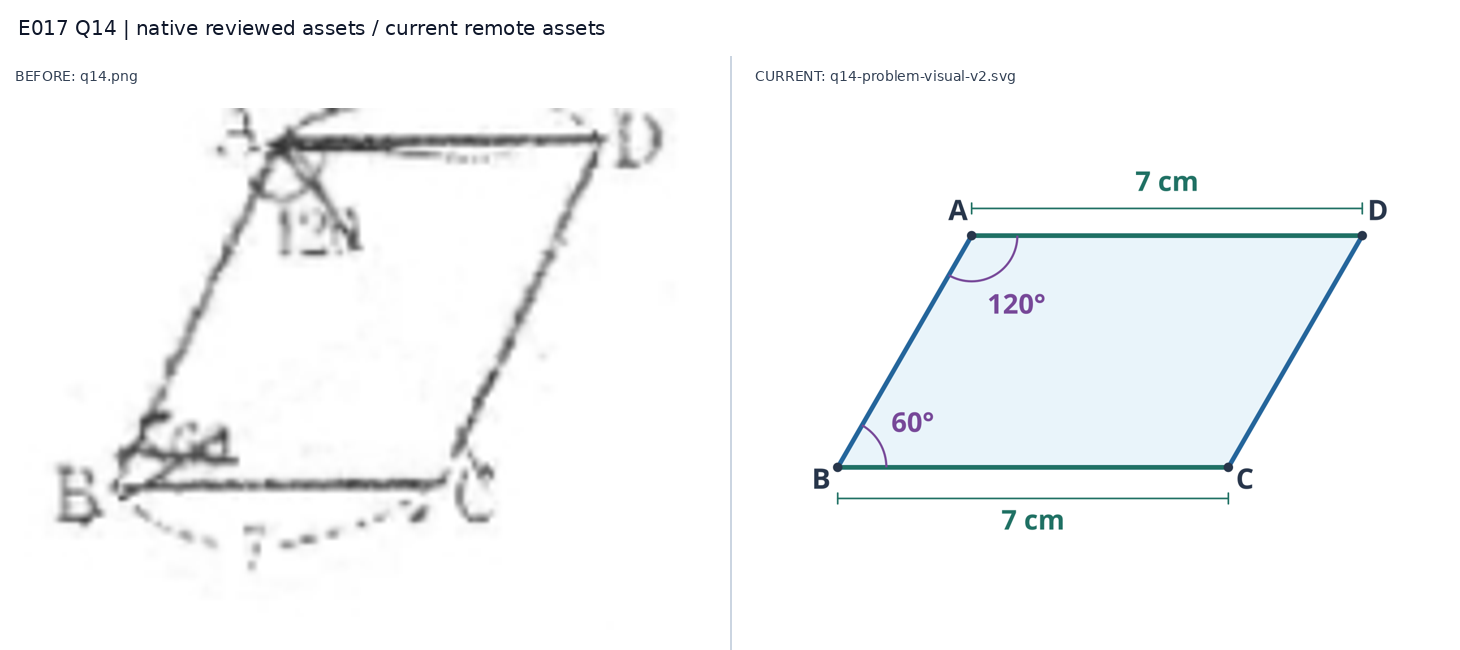 E017 Q14 | native reviewed assets / current remote assets
BEFORE: q14.png
CURRENT: q14-problem-visual-v2.svg
A
D
B
C
7
7 cm
A
D
120°
60°
B
C
7 cm